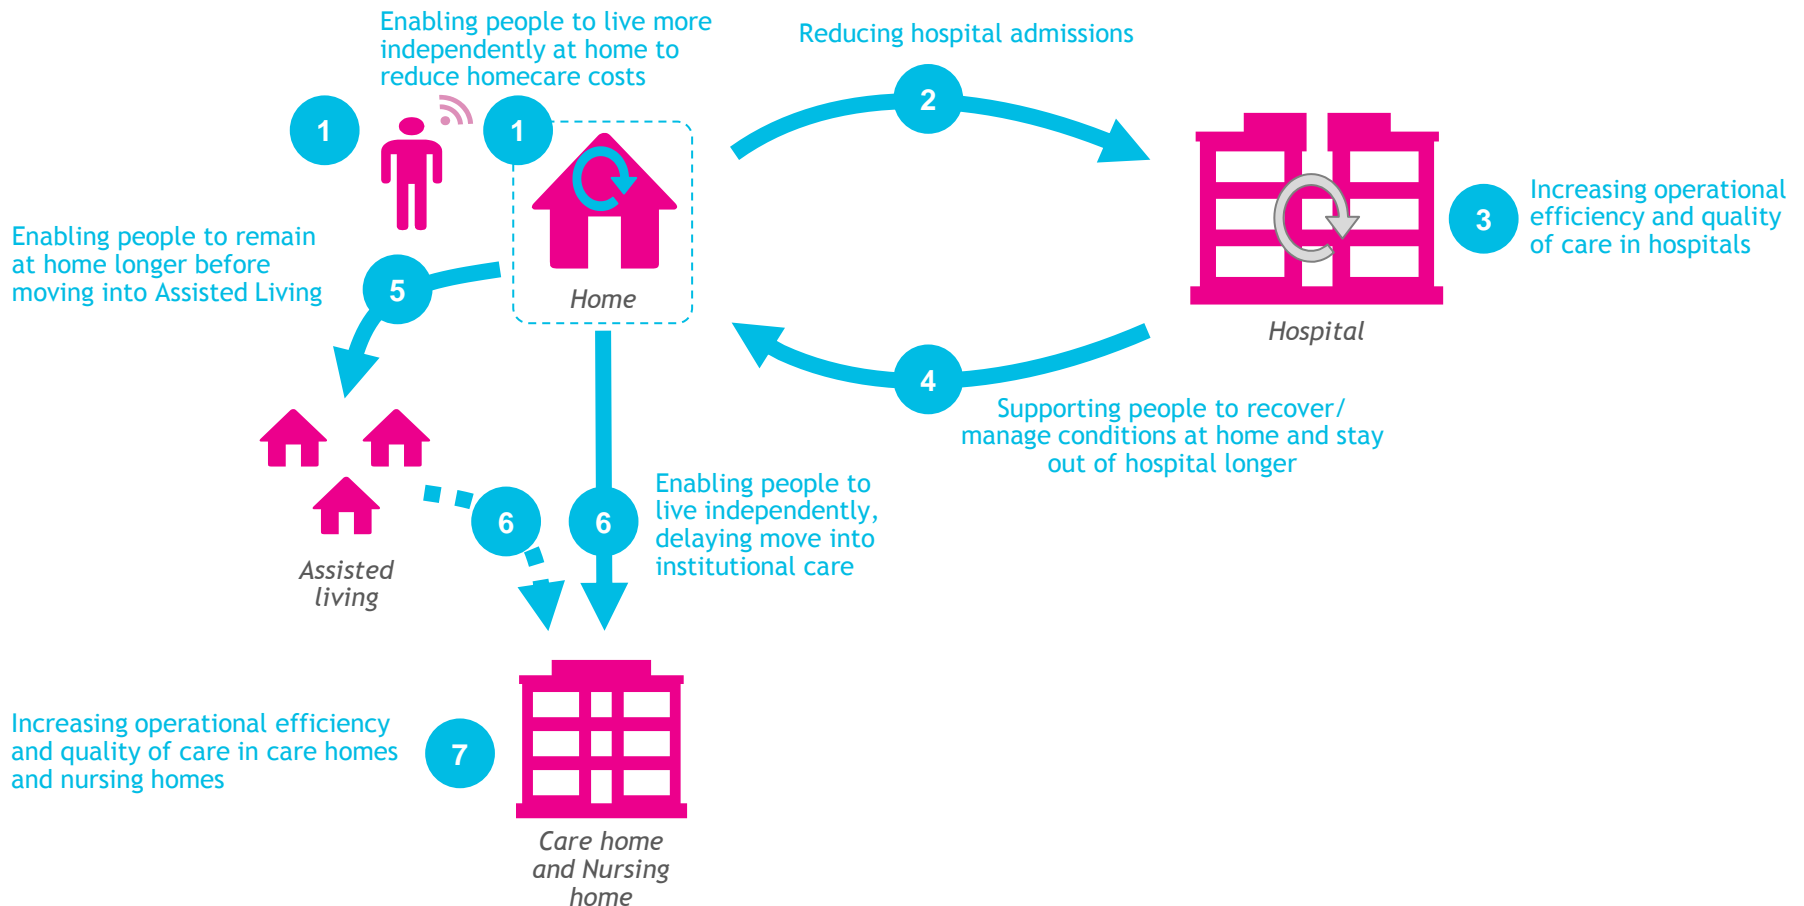 Enabling people to live more
independently at home to
reduce homecare costs
Reducing hospital admissions
1
1
2
Home
Hospital
3
Increasing operational
efficiency and quality
of care in hospitals
Enabling people to remain
at home longer before
moving into Assisted Living
5
4
Supporting people to recover/
manage conditions at home and stay
out of hospital longer
6
6
Enabling people to
live independently,
delaying move into
institutional care
Assisted
living
Increasing operational efficiency
and quality of care in care homes
and nursing homes
7
Care home
and Nursing
home